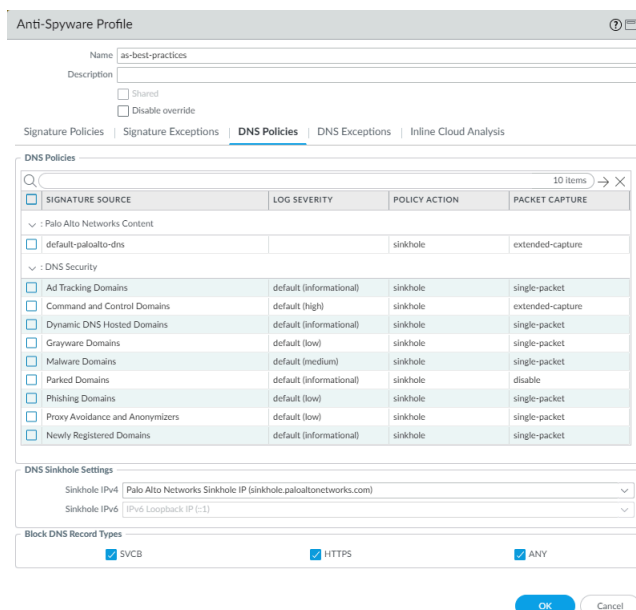 Anti-Spyware Profile
Name as-best-practices
Description
Shared
Disable override
Signature Policies | Signature Exceptions | DNS Policies | DNS Exceptions | Inline Cloud Analysis
DNS Policies
10 items
SIGNATURE SOURCE LOG SEVERITY POLICY ACTION PACKET CAPTURE
: Palo Alto Networks Content
default-paloalto-dns sinkhole extended-capture
: DNS Security
Ad Tracking Domains default (informational) sinkhole single-packet
Command and Control Domains default (high) sinkhole extended-capture
Dynamic DNS Hosted Domains default (informational) sinkhole single-packet
Grayware Domains default (low) sinkhole single-packet
Malware Domains default (medium) sinkhole single-packet
Parked Domains default (informational) sinkhole disable
Phishing Domains default (low) sinkhole single-packet
Proxy Avoidance and Anonymizers default (low) sinkhole single-packet
Newly Registered Domains default (informational) sinkhole single-packet
DNS Sinkhole Settings
Sinkhole IPv4 Palo Alto Networks Sinkhole IP (sinkhole.paloaltonetworks.com)
Sinkhole IPv6 IPv6 Loopback IP (::1)
Block DNS Record Types
SVCB HTTPS ANY
OK Cancel